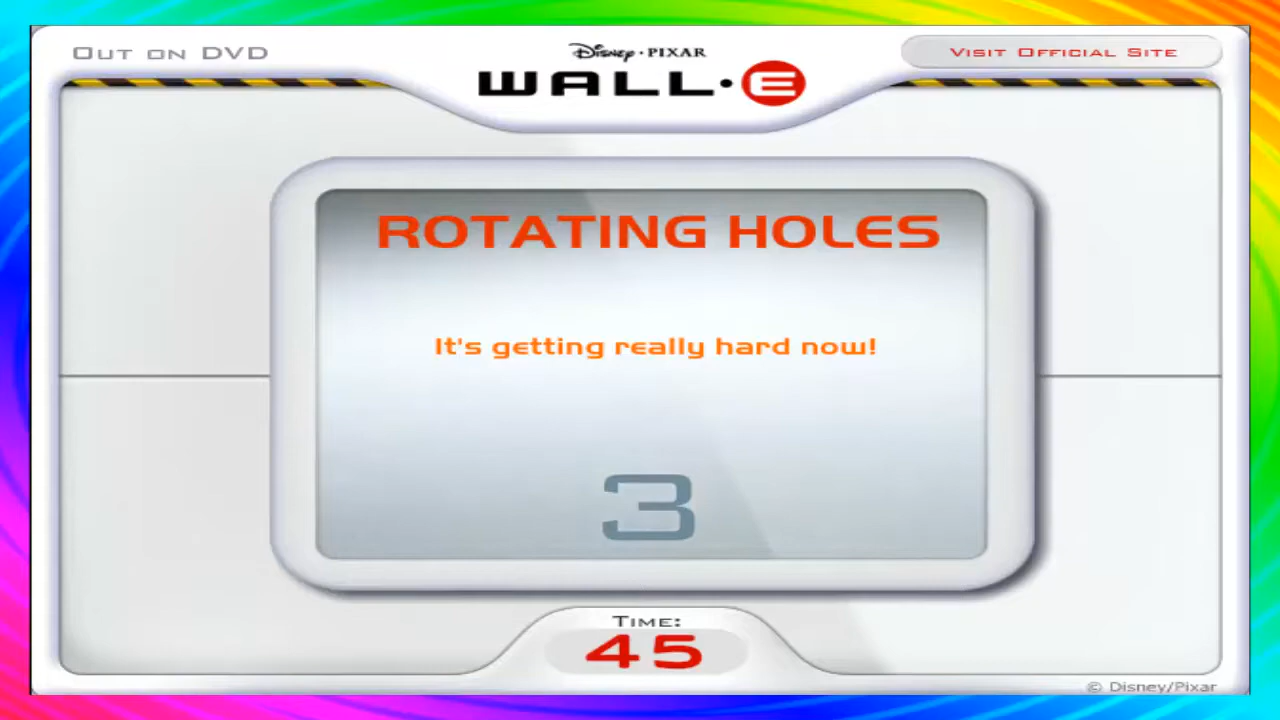 Out on DVD
Disney·PIXAR
WALL·E
Visit Official Site
ROTATING HOLES
It's getting really hard now!
3
Time:
45
© Disney/Pixar